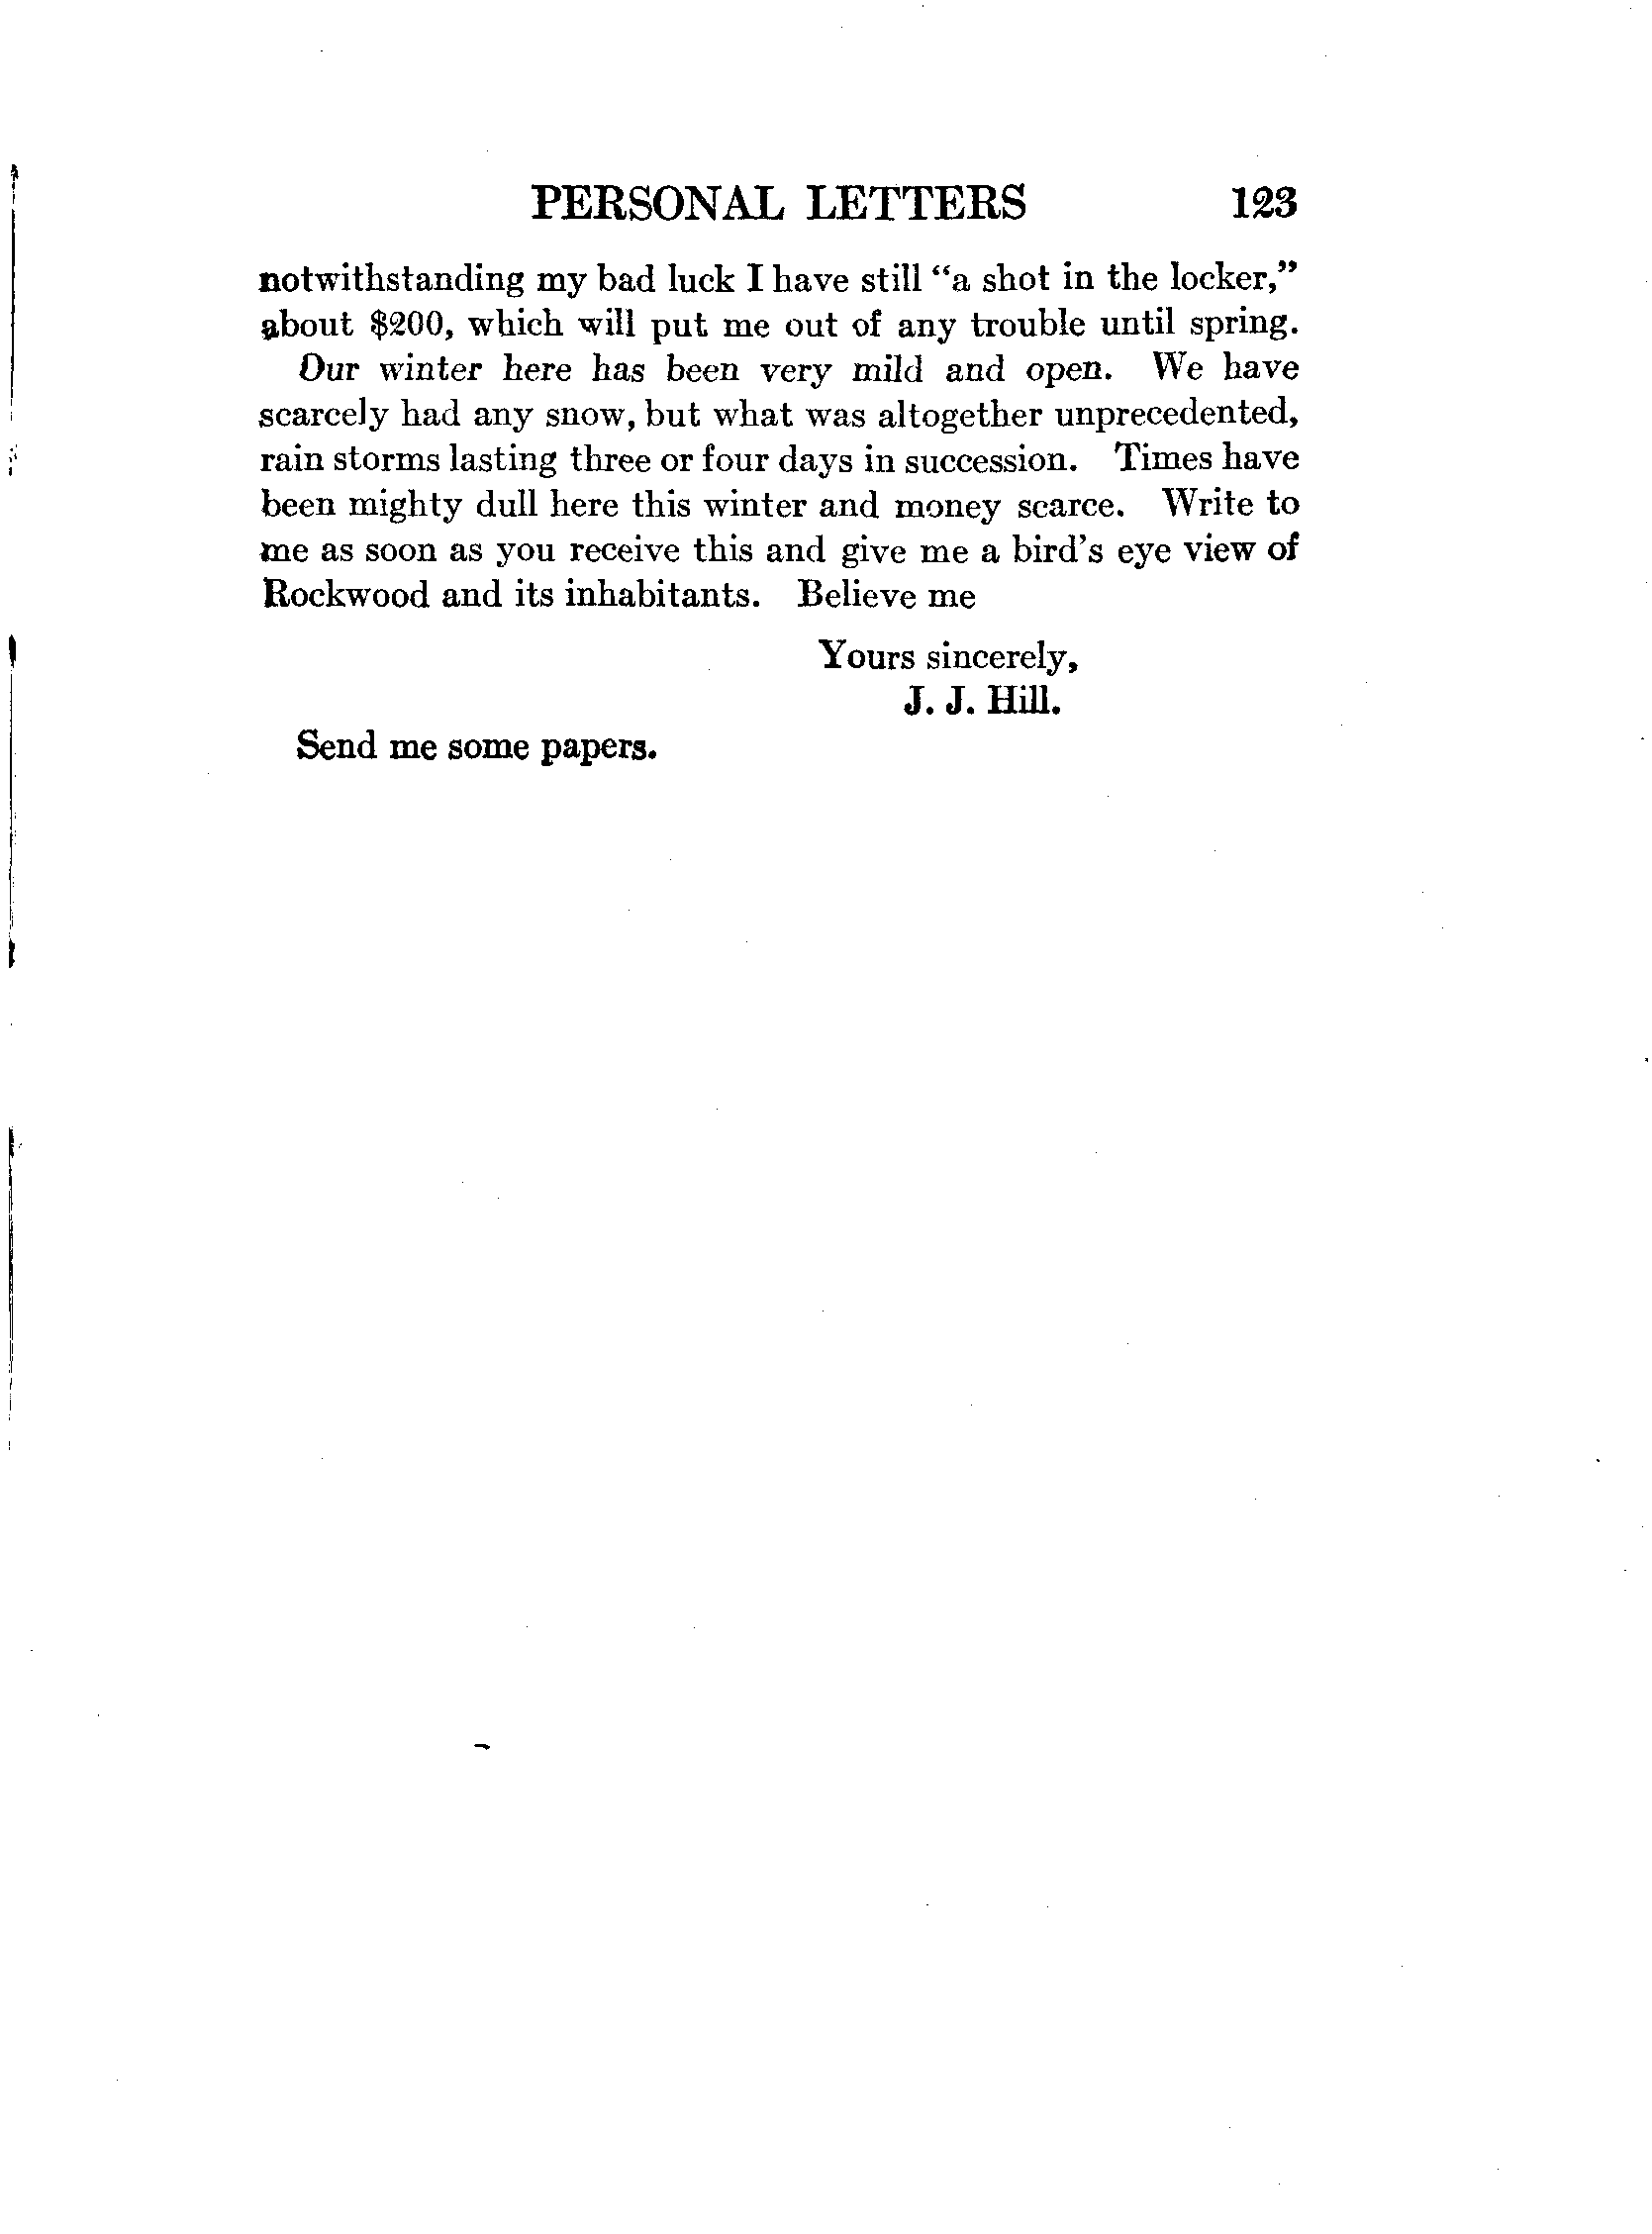 PERSONAL LETTERS 123
notwithstanding my bad luck I have still “a shot in the locker,”
about $200, which will put me out of any trouble until spring.
Our winter here has been very mild and open. We have
scarcely had any snow, but what was altogether unprecedented,
rain storms lasting three or four days in succession. Times have
been mighty dull here this winter and money scarce. Write to
me as soon as you receive this and give me a bird’s eye view of
Rockwood and its inhabitants. Believe me
Yours sincerely,
J. J. Hill.
Send me some papers.